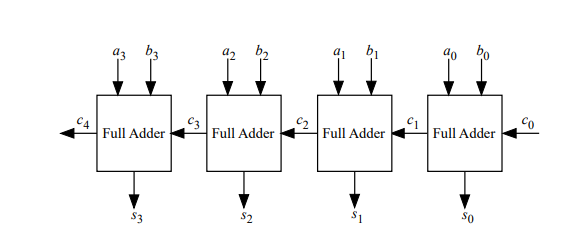 a3 b3 a2 b2 a1 b1 a0 b0
c4 Full Adder c3 Full Adder c2 Full Adder c1 Full Adder c0
s3 s2 s1 s0